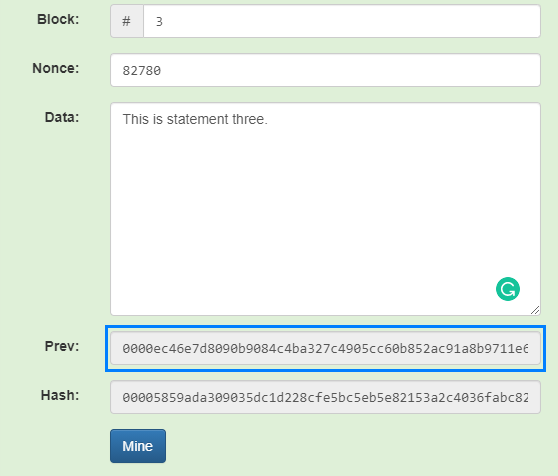 Block: # 3
Nonce: 82780
Data: This is statement three.
Prev: 0000ec46e7d8090b9084c4ba327c4905cc60b852ac91a8b9711e6
Hash: 00005859ada309035dc1d228cfe5bc5eb5e82153a2c4036fabc82
Mine